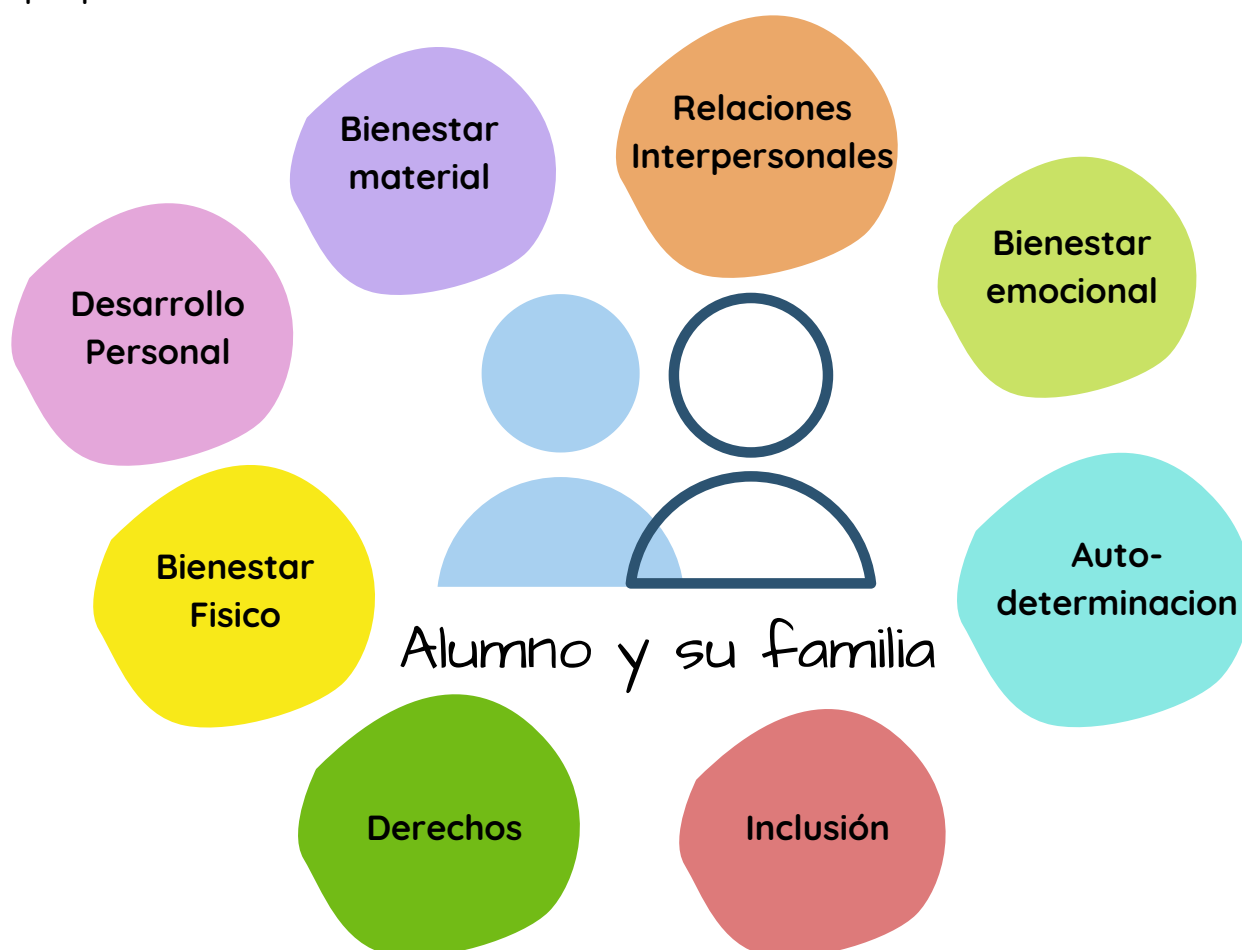 Relaciones
Interpersonales
Bienestar
material
Bienestar
emocional
Desarrollo
Personal
Bienestar
Fisico
Auto-
determinacion
Alumno y su familia
Derechos
Inclusión